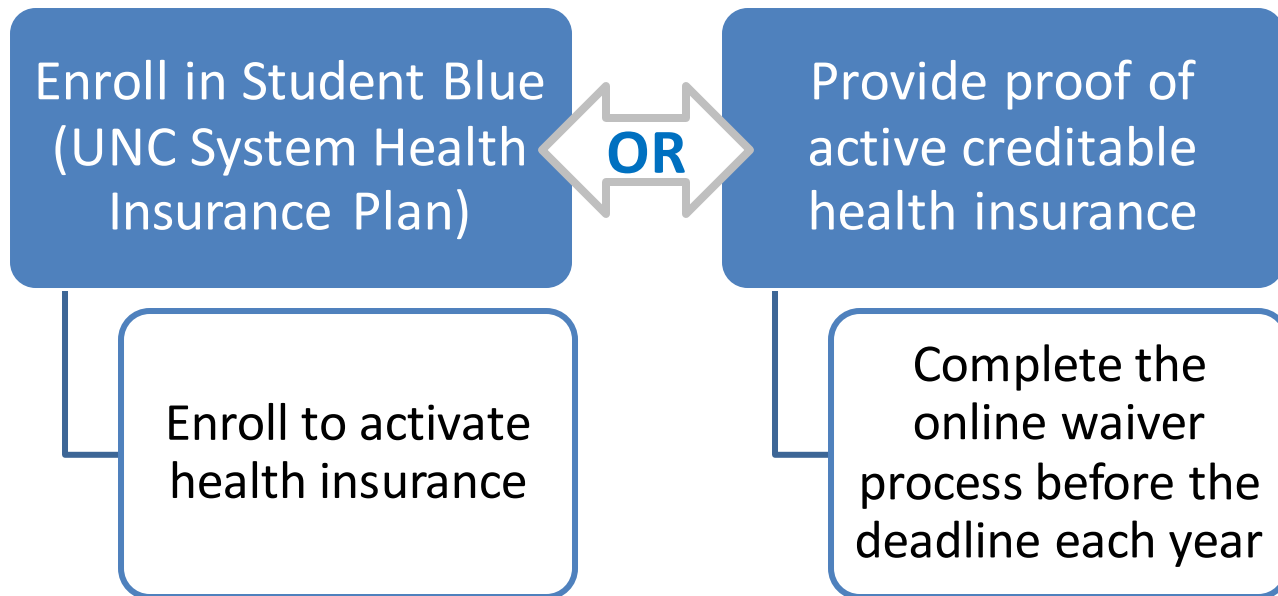 Enroll in Student Blue
(UNC System Health
Insurance Plan)
OR
Provide proof of
active creditable
health insurance
Enroll to activate
health insurance
Complete the
online waiver
process before the
deadline each year